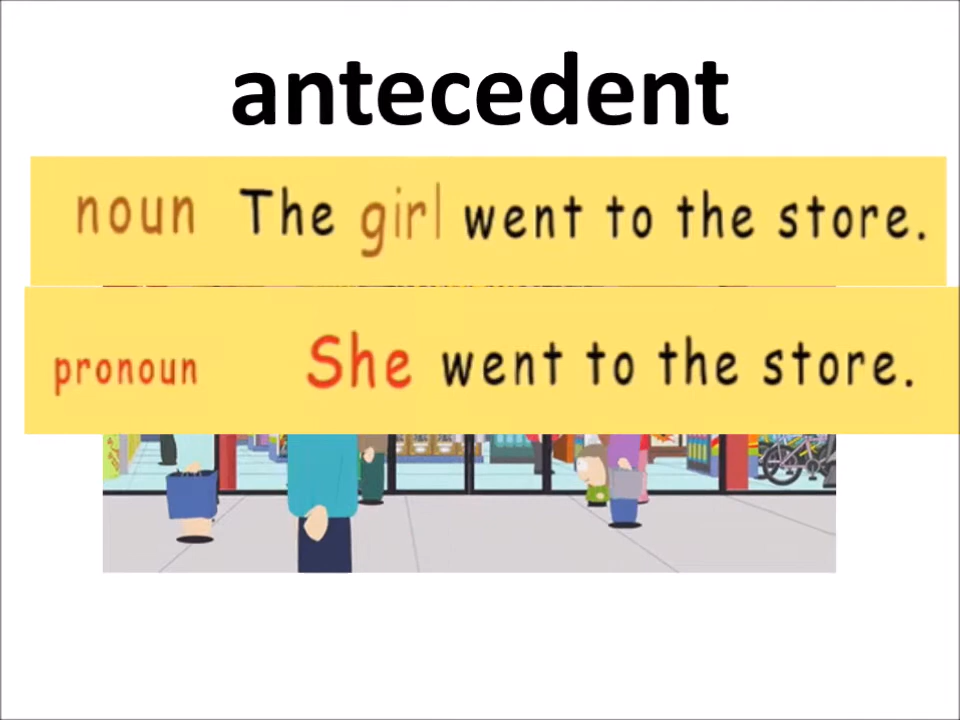 antecedent
noun The girl went to the store.
pronoun She went to the store.